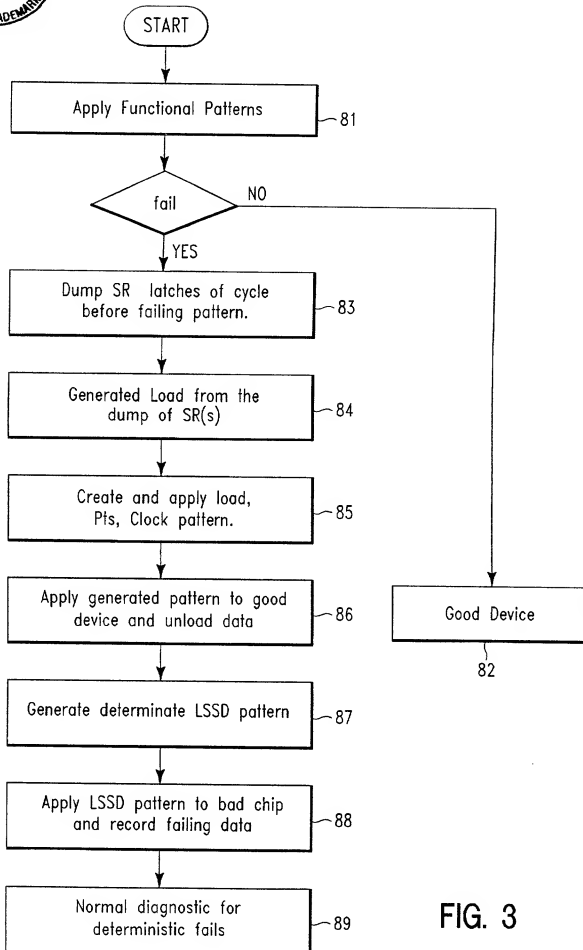 DEMARK
START
Apply Functional Patterns
81
fail
NO
YES
Dump SR latches of cycle
before failing pattern.
83
Generated Load from the
dump of SR(s)
84
Create and apply load,
Pts, Clock pattern.
85
Apply generated pattern to good
device and unload data
86
Good Device
82
Generate determinate LSSD pattern
87
Apply LSSD pattern to bad chip
and record failing data
88
Normal diagnostic for
deterministic fails
89
FIG. 3